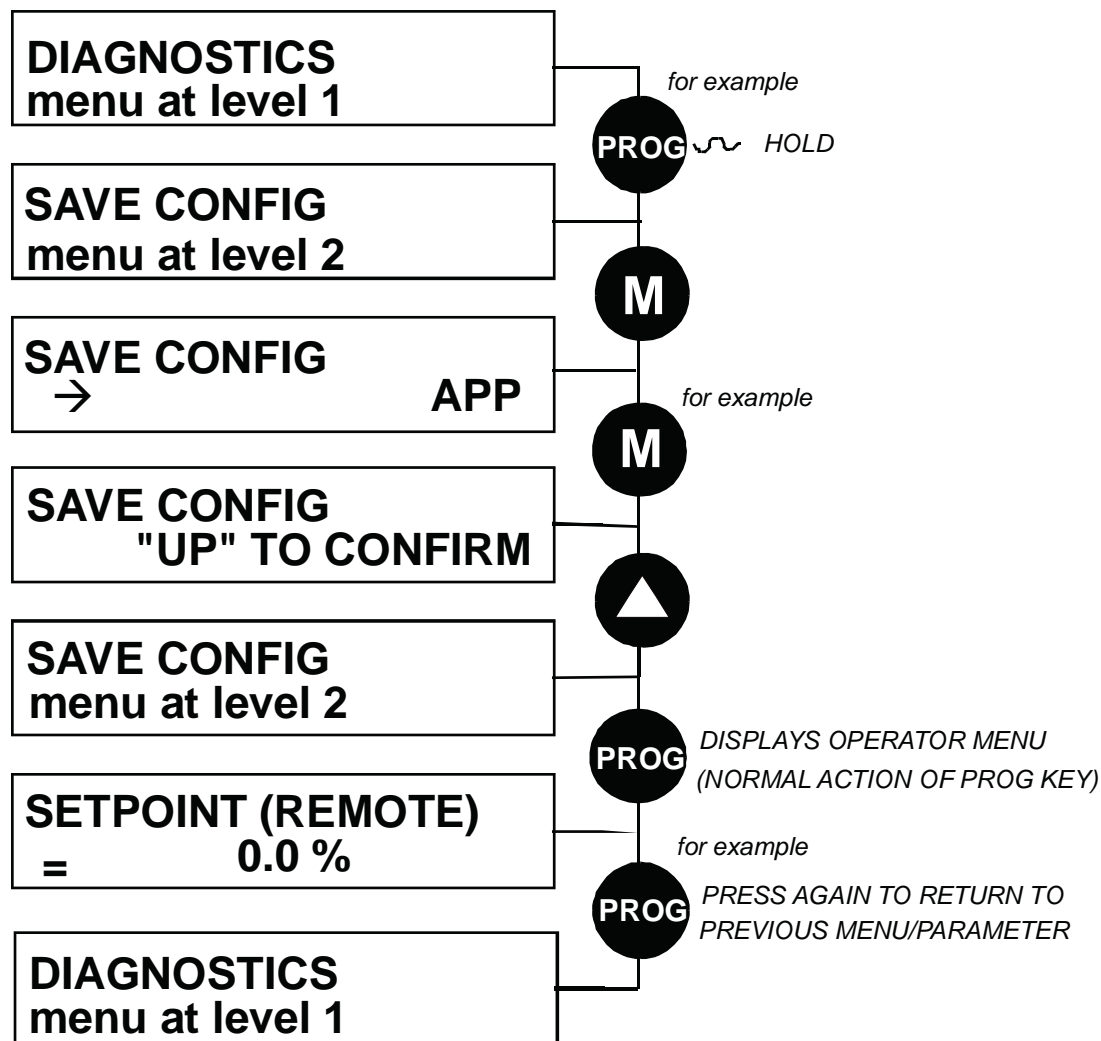 DIAGNOSTICS
menu at level 1
for example
PROG
HOLD
SAVE CONFIG
menu at level 2
M
SAVE CONFIG
→ APP
for example
M
SAVE CONFIG
"UP" TO CONFIRM
SAVE CONFIG
menu at level 2
PROG
DISPLAYS OPERATOR MENU
(NORMAL ACTION OF PROG KEY)
SETPOINT (REMOTE)
= 0.0 %
for example
PROG
PRESS AGAIN TO RETURN TO
PREVIOUS MENU/PARAMETER
DIAGNOSTICS
menu at level 1